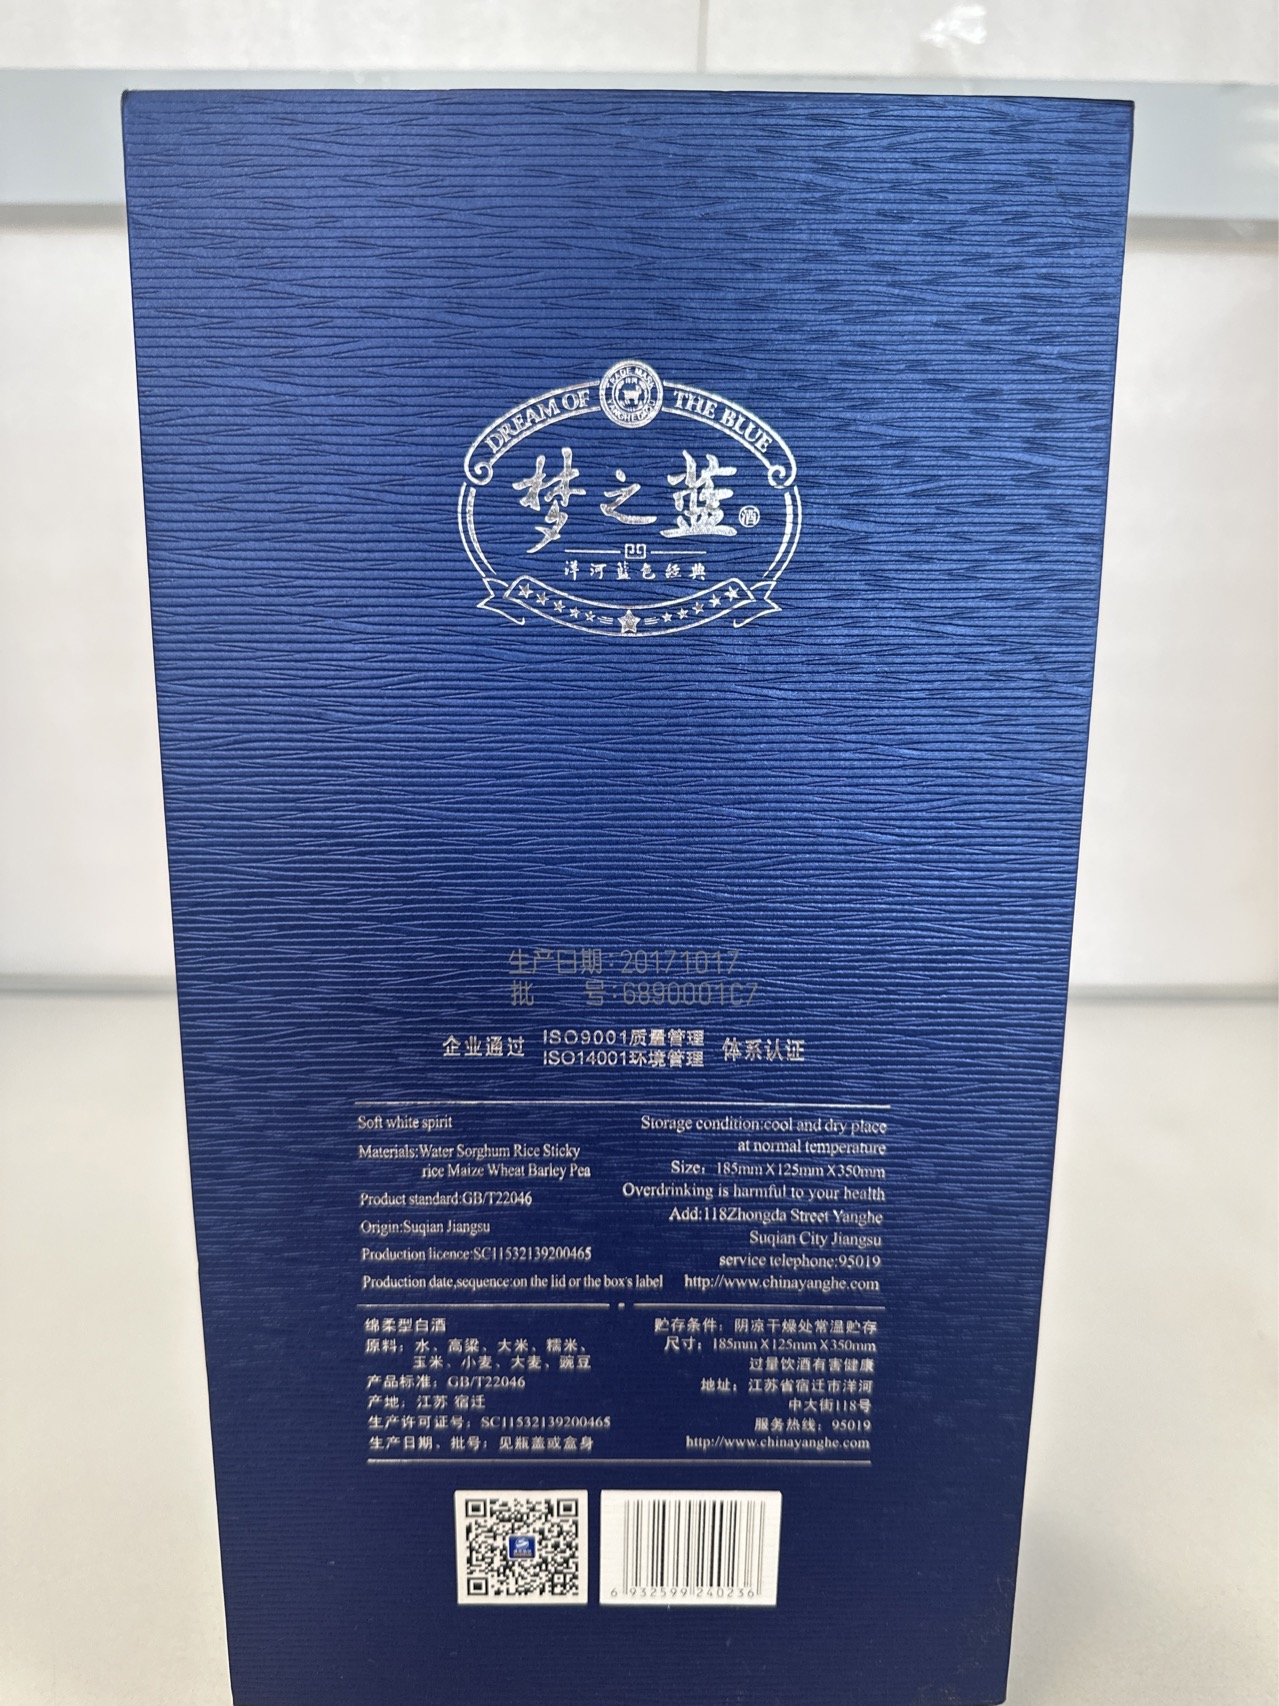 DREAM OF THE BLUE
TRADE MARK
梦之蓝 酒
洋河蓝色经典
生产日期:20171017
批 号:6890001C7
企业通过 ISO9001质量管理 体系认证
ISO14001环境管理
Soft white spirit
Materials:Water Sorghum Rice Sticky
rice Maize Wheat Barley Pea
Product standard:GB/T22046
Origin:Suqian Jiangsu
Production licence:SC11532139200465
Production date,sequence:on the lid or the box's label
Storage condition:cool and dry place
at normal temperature
Size: 185mm X 125mm X 350mm
Overdrinking is harmful to your health
Add:118Zhongda Street Yanghe
Suqian City Jiangsu
service telephone:95019
http://www.chinayanghe.com
绵柔型白酒
原料：水、高粱、大米、糯米、
玉米、小麦、大麦、豌豆
产品标准：GB/T22046
产地：江苏 宿迁
生产许可证号：SC11532139200465
生产日期、批号：见瓶盖或盒身
贮存条件：阴凉干燥处常温贮存
尺寸：185mm X 125mm X 350mm
过量饮酒有害健康
地址：江苏省宿迁市洋河
中大街118号
服务热线：95019
http://www.chinayanghe.com
6 932599 240236